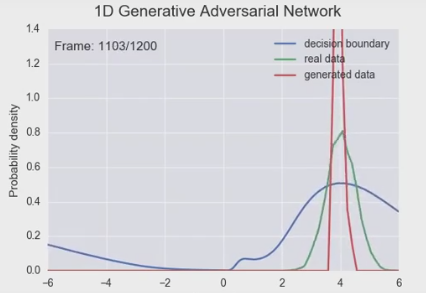 1D Generative Adversarial Network
Frame: 1103/1200
decision boundary
real data
generated data
Probability density
1.4
1.2
1.0
0.8
0.6
0.4
0.2
0.0
−6 −4 −2 0 2 4 6